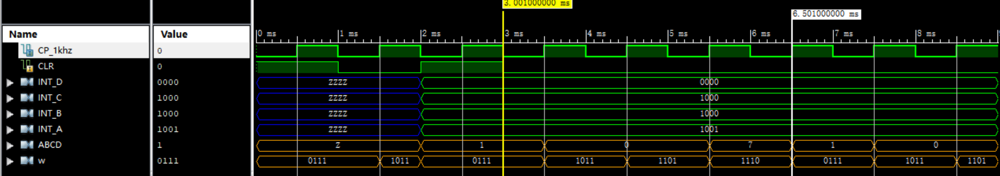 3.001000000 ms
6.501000000 ms
Name Value 0 ms 1 ms 2 ms 3 ms 4 ms 5 ms 6 ms 7 ms 8 ms
CP_1khz 0
CLR 0
INT_D 0000 ZZZZ 0000
INT_C 1000 ZZZZ 1000
INT_B 1000 ZZZZ 1000
INT_A 1001 ZZZZ 1001
ABCD 1 Z 1 0 7 1 0
w 0111 0111 1011 0111 1011 1101 1110 0111 1011 1101